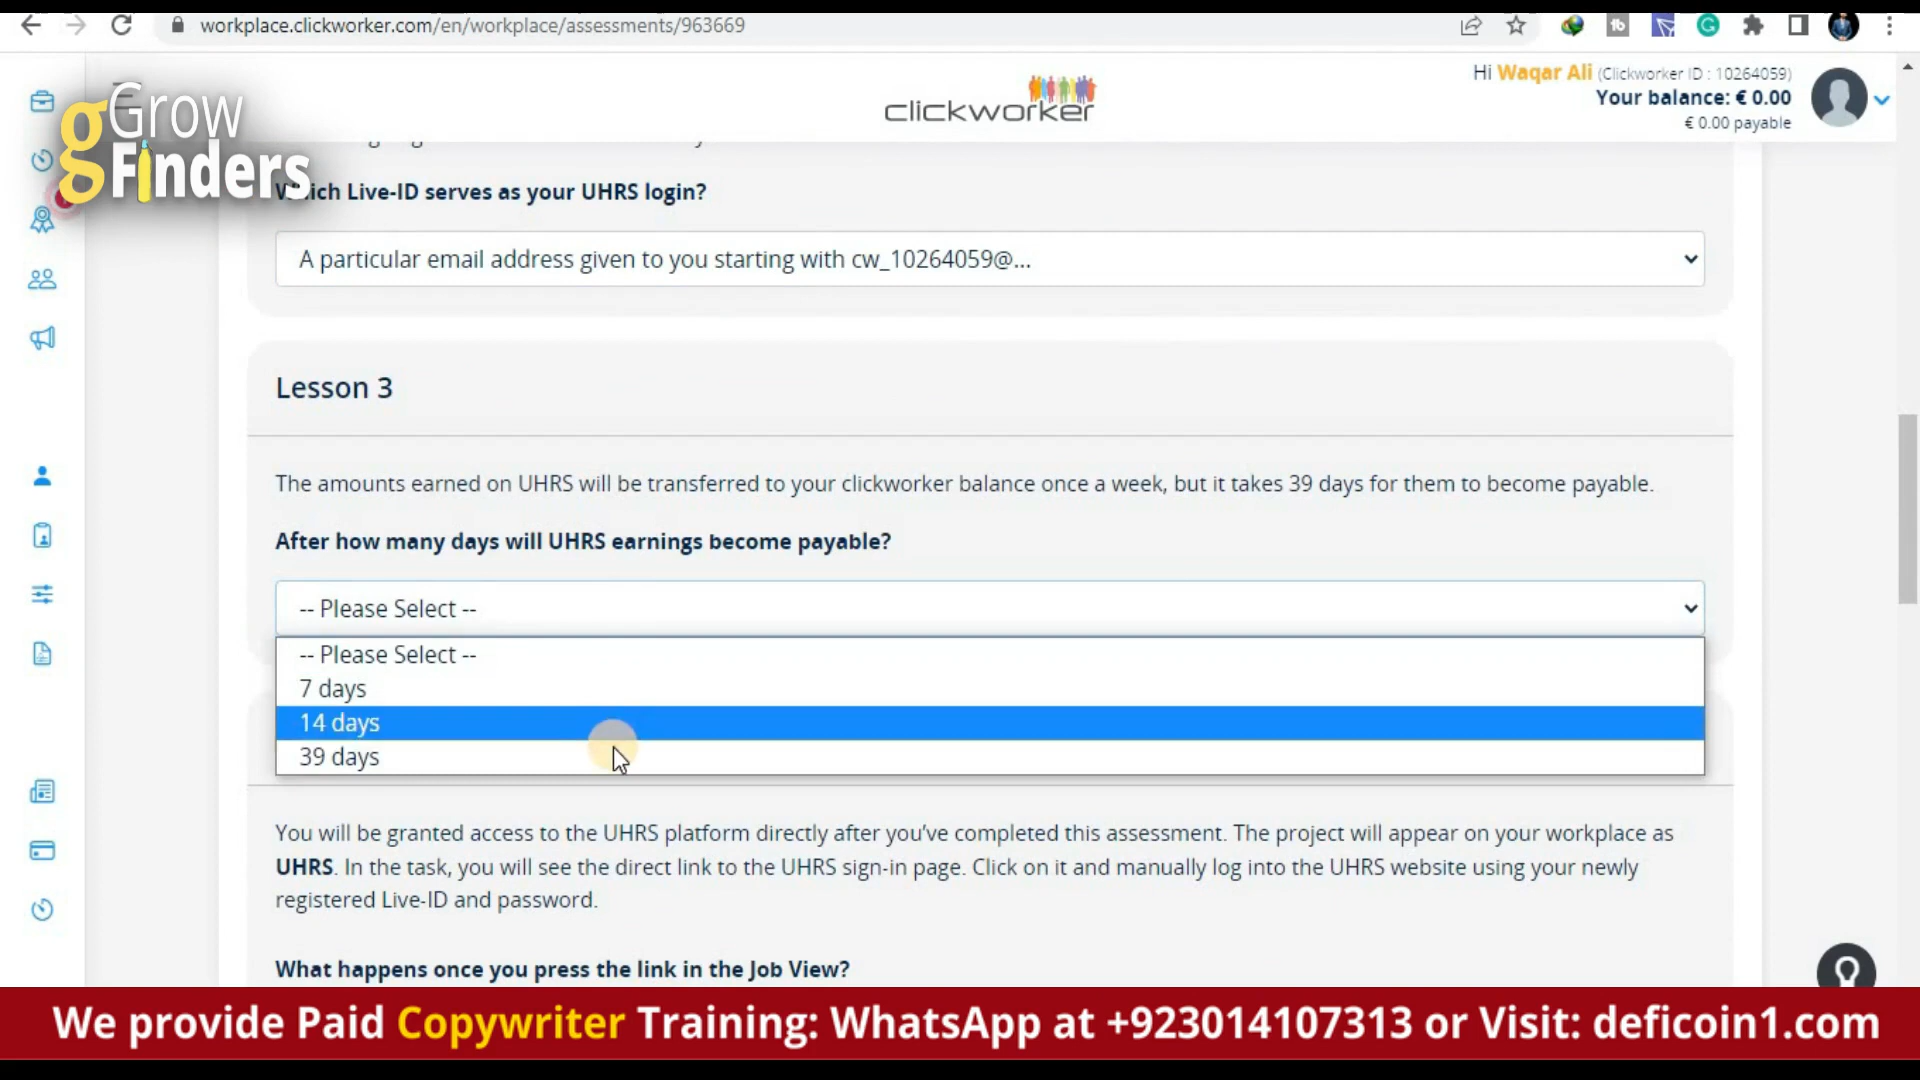 workplace.clickworker.com/en/workplace/assessments/963669
Grow
Finders
clickworker
Hi Waqar Ali (Clickworker ID : 10264059)
Your balance: € 0.00
€ 0.00 payable
Which Live-ID serves as your UHRS login?
A particular email address given to you starting with cw_10264059@...
Lesson 3
The amounts earned on UHRS will be transferred to your clickworker balance once a week, but it takes 39 days for them to become payable.
After how many days will UHRS earnings become payable?
-- Please Select --
-- Please Select --
7 days
14 days
39 days
You will be granted access to the UHRS platform directly after you've completed this assessment. The project will appear on your workplace as
UHRS. In the task, you will see the direct link to the UHRS sign-in page. Click on it and manually log into the UHRS website using your newly
registered Live-ID and password.
What happens once you press the link in the Job View?
We provide Paid Copywriter Training: WhatsApp at +923014107313 or Visit: deficoin1.com